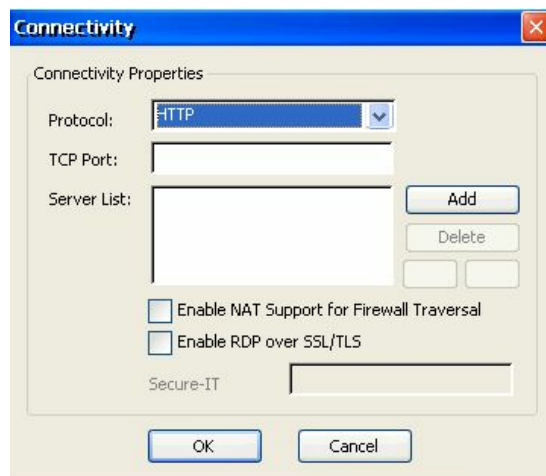 Connectivity
Connectivity Properties
Protocol: HTTP
TCP Port:
Server List:
Add
Delete
Enable NAT Support for Firewall Traversal
Enable RDP over SSL/TLS
Secure-IT
OK Cancel